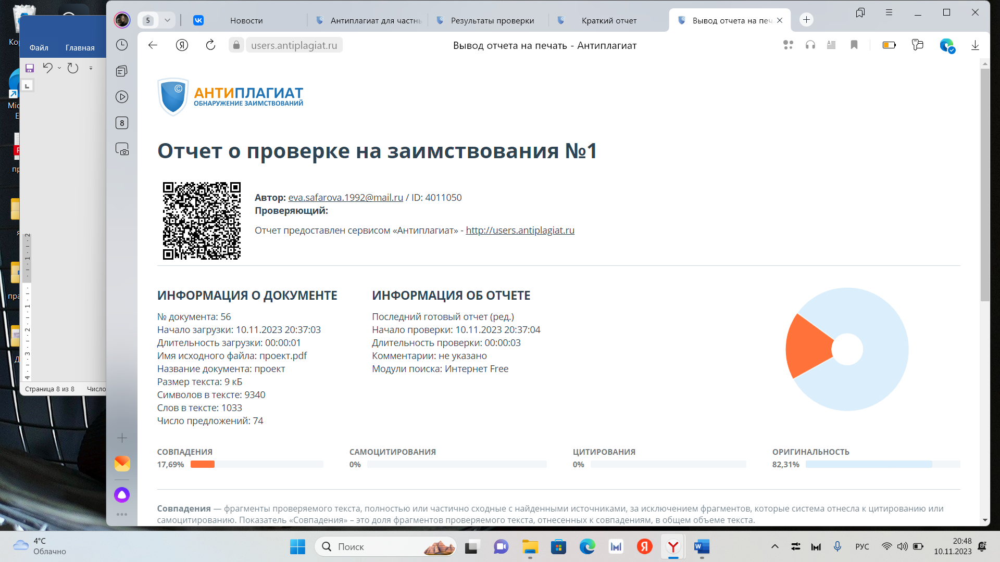 5
Новости
Антиплагиат для частнь
Результаты проверки
Краткий отчет
Вывод отчета на печ
users.antiplagiat.ru
Вывод отчета на печать - Антиплагиат
Файл
Главная
8
АНТИПЛАГИАТ
ОБНАРУЖЕНИЕ ЗАИМСТВОВАНИЙ
Отчет о проверке на заимствования №1
Автор: eva.safarova.1992@mail.ru / ID: 4011050
Проверяющий:
Отчет предоставлен сервисом «Антиплагиат» - http://users.antiplagiat.ru
ИНФОРМАЦИЯ О ДОКУМЕНТЕ
№ документа: 56
Начало загрузки: 10.11.2023 20:37:03
Длительность загрузки: 00:00:01
Имя исходного файла: проект.pdf
Название документа: проект
Размер текста: 9 кБ
Символов в тексте: 9340
Слов в тексте: 1033
Число предложений: 74
ИНФОРМАЦИЯ ОБ ОТЧЕТЕ
Последний готовый отчет (ред.)
Начало проверки: 10.11.2023 20:37:04
Длительность проверки: 00:00:03
Комментарии: не указано
Модули поиска: Интернет Free
СОВПАДЕНИЯ
17,69%
САМОЦИТИРОВАНИЯ
0%
ЦИТИРОВАНИЯ
0%
ОРИГИНАЛЬНОСТЬ
82,31%
Совпадения — фрагменты проверяемого текста, полностью или частично сходные с найденными источниками, за исключением фрагментов, которые система отнесла к цитированию или
самоцитированию. Показатель «Совпадения» – это доля фрагментов проверяемого текста, отнесенных к совпадениям, в общем объеме текста.
Страница 8 из 8
Число
4°C
Облачно
Поиск
РУС
20:48
10.11.2023